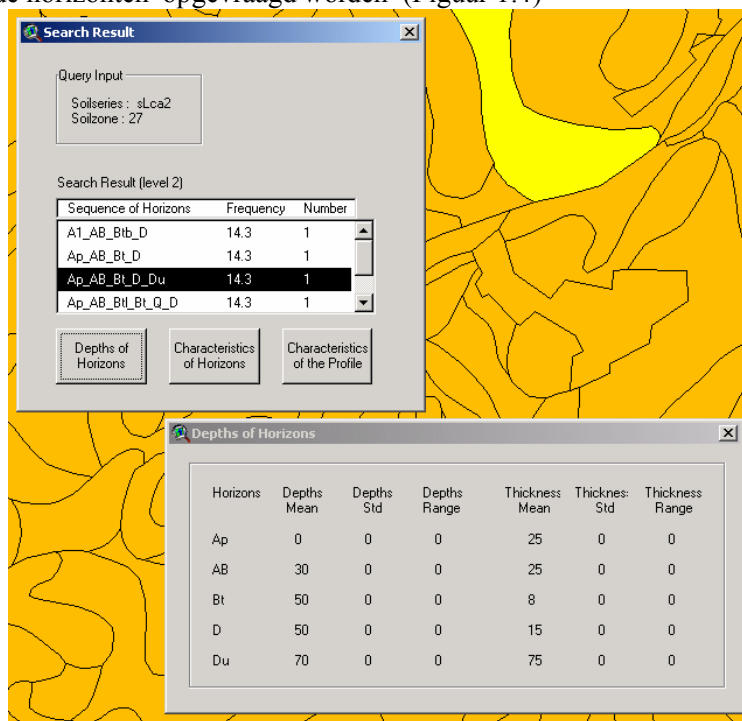 de horizonten opgevraagd worden (Figuur 1.4)
Search Result
Query Input
Soilseries : sLca2
Soilzone : 27
Search Result (level 2)
Sequence of Horizons Frequency Number
A1_AB_Btb_D 14.3 1
Ap_AB_Bt_D 14.3 1
Ap_AB_Bt_D_Du 14.3 1
Ap_AB_Btl_Bt_Q_D 14.3 1
Depths of Horizons
Characteristics of Horizons
Characteristics of the Profile
Depths of Horizons
Horizons Depths Depths Depths Thickness Thicknes: Thickness
Mean Std Range Mean Std Range
Ap 0 0 0 25 0 0
AB 30 0 0 25 0 0
Bt 50 0 0 8 0 0
D 50 0 0 15 0 0
Du 70 0 0 75 0 0